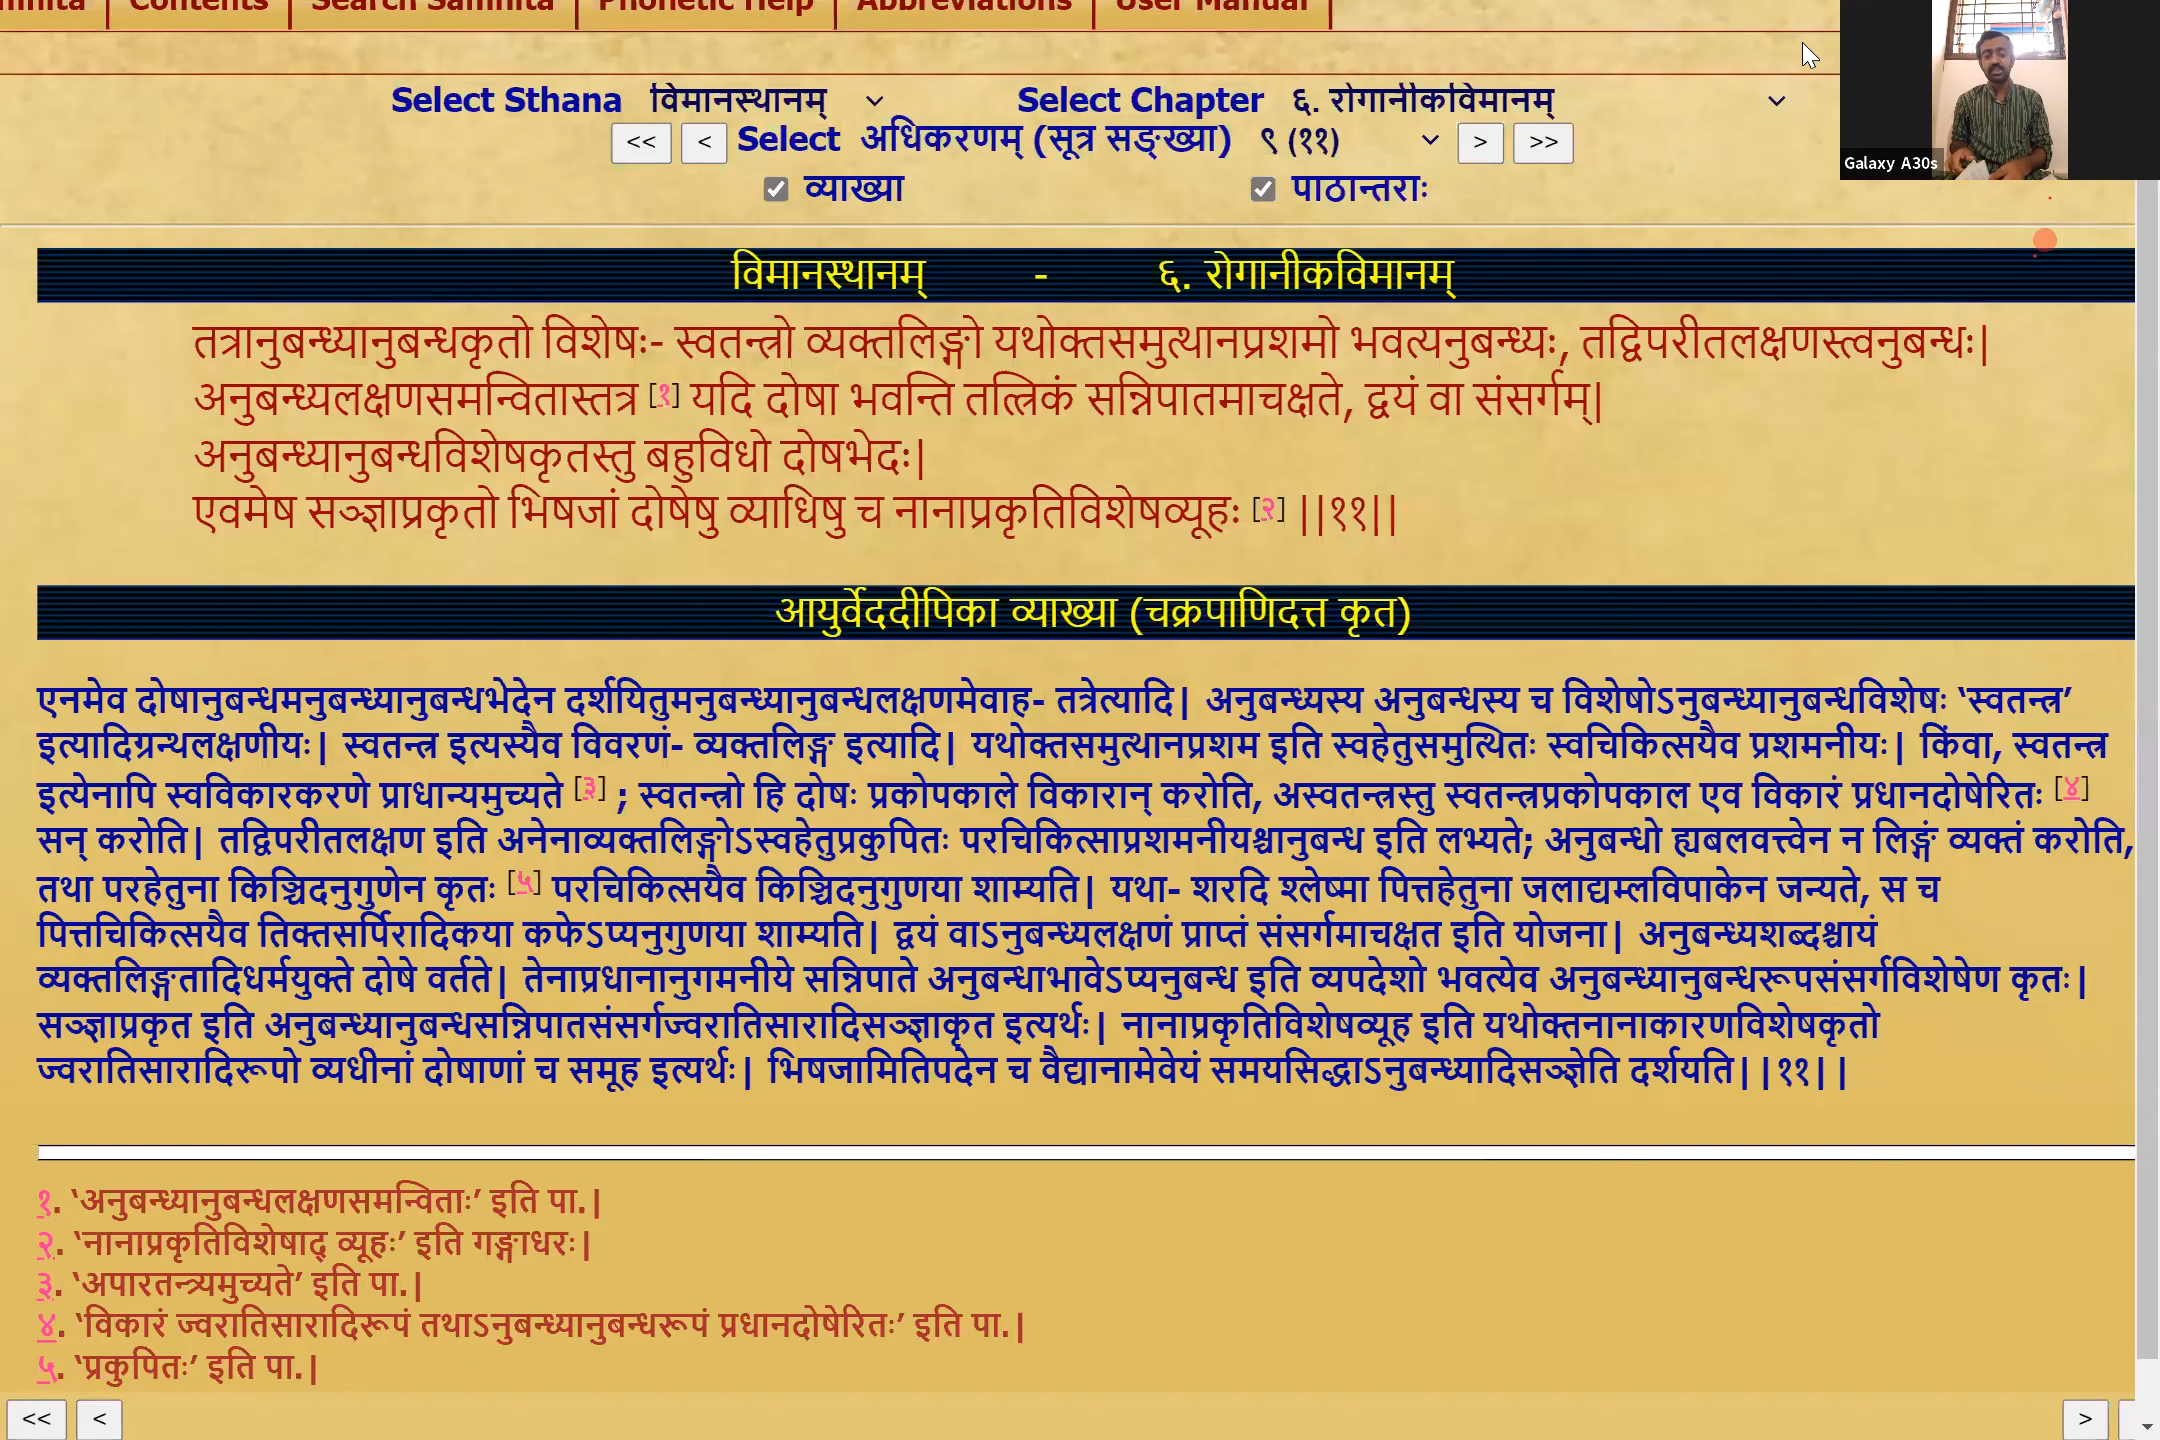 Contents Search Samhita Phonetic Help Abbreviations User Manual
Select Sthana विमानस्थानम् Select Chapter ६. रोगानीकविमानम्
<< < Select अधिकरणम् (सूत्र सङ्ख्या) ९ (११) > >>
व्याख्या पाठान्तराः
Galaxy A30s
विमानस्थानम् - ६. रोगानीकविमानम्
तत्रानुबन्ध्यानुबन्धकृतो विशेषः- स्वतन्त्रो व्यक्तलिङ्गो यथोक्तसमुत्थानप्रशमो भवत्यनुबन्ध्यः, तद्विपरीतलक्षणस्त्वनुबन्धः|
अनुबन्ध्यलक्षणसमन्वितास्तत्र [१] यदि दोषा भवन्ति तत्त्रिकं सन्निपातमाचक्षते, द्वयं वा संसर्गम्|
अनुबन्ध्यानुबन्धविशेषकृतस्तु बहुविधो दोषभेदः|
एवमेष सञ्ज्ञाप्रकृतो भिषजां दोषेषु व्याधिषु च नानाप्रकृतिविशेषव्यूहः [२] ||११||
आयुर्वेददीपिका व्याख्या (चक्रपाणिदत्त कृत)
एनमेव दोषानुबन्धमनुबन्ध्यानुबन्धभेदेन दर्शयितुमनुबन्ध्यानुबन्धलक्षणमेवाह- तत्रेत्यादि| अनुबन्ध्यस्य अनुबन्धस्य च विशेषोऽनुबन्ध्यानुबन्धविशेषः ‘स्वतन्त्र’
इत्यादिग्रन्थलक्षणीयः| स्वतन्त्र इत्यस्यैव विवरणं- व्यक्तलिङ्ग इत्यादि| यथोक्तसमुत्थानप्रशम इति स्वहेतुसमुत्थितः स्वचिकित्सयैव प्रशमनीयः| किंवा, स्वतन्त्र
इत्येनापि स्वविकारकरणे प्राधान्यमुच्यते [३] ; स्वतन्त्रो हि दोषः प्रकोपकाले विकारान् करोति, अस्वतन्त्रस्तु स्वतन्त्रप्रकोपकाल एव विकारं प्रधानदोषेरितः [४]
सन् करोति| तद्विपरीतलक्षण इति अनेनाव्यक्तलिङ्गोऽस्वहेतुप्रकुपितः परचिकित्साप्रशमनीयश्चानुबन्ध इति लभ्यते; अनुबन्धो ह्यबलवत्त्वेन न लिङ्गं व्यक्तं करोति,
तथा परहेतुना किञ्चिदनुगुणेन कृतः [५] परचिकित्सयैव किञ्चिदनुगुणया शाम्यति| यथा- शरदि श्लेष्मा पित्तहेतुना जलाद्यम्लविपाकेन जन्यते, स च
पित्तचिकित्सयैव तिक्तसर्पिरादिकया कफेऽप्यनुगुणया शाम्यति| द्वयं वाऽनुबन्ध्यलक्षणं प्राप्तं संसर्गमाचक्षत इति योजना| अनुबन्ध्यशब्दश्चायं
व्यक्तलिङ्गतादिधर्मयुक्ते दोषे वर्तते| तेनाप्रधानानुगमनीये सन्निपाते अनुबन्धाभावेऽप्यनुबन्ध इति व्यपदेशो भवत्येव अनुबन्ध्यानुबन्धरूपसंसर्गविशेषेण कृतः|
सञ्ज्ञाप्रकृत इति अनुबन्ध्यानुबन्धसन्निपातसंसर्गज्वरातिसारादिसञ्ज्ञाकृत इत्यर्थः| नानाप्रकृतिविशेषव्यूह इति यथोक्तनानाकारणविशेषकृतो
ज्वरातिसारादिरूपो व्यधीनां दोषाणां च समूह इत्यर्थः| भिषजामितिपदेन च वैद्यानामेवेयं समयसिद्धाऽनुबन्ध्यादिसञ्ज्ञेति दर्शयति||११||
१. ‘अनुबन्ध्यानुबन्धलक्षणसमन्विताः’ इति पा.|
२. ‘नानाप्रकृतिविशेषाद् व्यूहः’ इति गङ्गाधरः|
३. ‘अपारतन्त्र्यमुच्यते’ इति पा.|
४. ‘विकारं ज्वरातिसारादिरूपं तथाऽनुबन्ध्यानुबन्धरूपं प्रधानदोषेरितः’ इति पा.|
५. ‘प्रकुपितः’ इति पा.|
<< < >